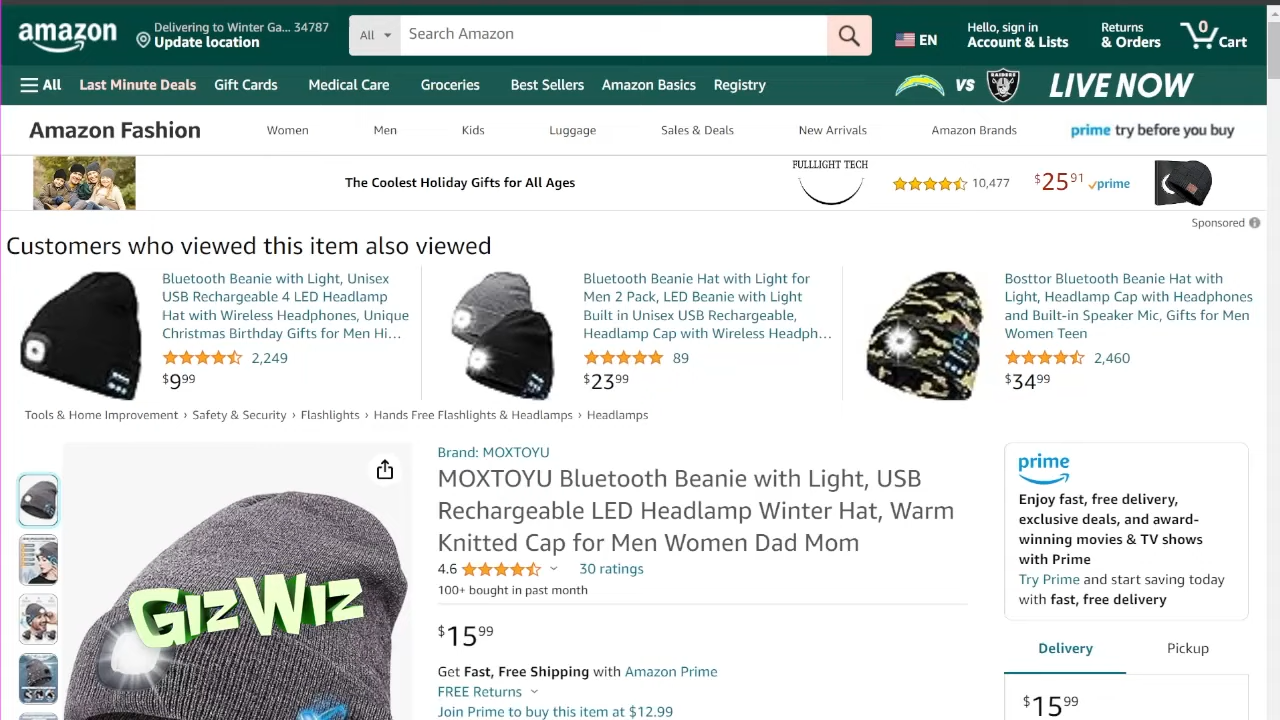 amazon
Delivering to Winter Ga... 34787
Update location
All
Search Amazon
EN
Hello, sign in
Account & Lists
Returns
& Orders
0
Cart
All
Last Minute Deals
Gift Cards
Medical Care
Groceries
Best Sellers
Amazon Basics
Registry
VS
RAIDERS
LIVE NOW
Amazon Fashion
Women
Men
Kids
Luggage
Sales & Deals
New Arrivals
Amazon Brands
prime try before you buy
The Coolest Holiday Gifts for All Ages
FULLLIGHT TECH
10,477
$25 91
prime
Sponsored
Customers who viewed this item also viewed
Bluetooth Beanie with Light, Unisex
USB Rechargeable 4 LED Headlamp
Hat with Wireless Headphones, Unique
Christmas Birthday Gifts for Men Hi...
2,249
$9 99
Bluetooth Beanie Hat with Light for
Men 2 Pack, LED Beanie with Light
Built in Unisex USB Rechargeable,
Headlamp Cap with Wireless Headph...
89
$23 99
Bosttor Bluetooth Beanie Hat with
Light, Headlamp Cap with Headphones
and Built-in Speaker Mic, Gifts for Men
Women Teen
2,460
$34 99
Tools & Home Improvement › Safety & Security › Flashlights › Hands Free Flashlights & Headlamps › Headlamps
GizWiz
Brand: MOXTOYU
MOXTOYU Bluetooth Beanie with Light, USB
Rechargeable LED Headlamp Winter Hat, Warm
Knitted Cap for Men Women Dad Mom
4.6
30 ratings
100+ bought in past month
$15 99
Get Fast, Free Shipping with Amazon Prime
FREE Returns
Join Prime to buy this item at $12.99
prime
Enjoy fast, free delivery,
exclusive deals, and award-
winning movies & TV shows
with Prime
Try Prime and start saving today
with fast, free delivery
Delivery
Pickup
$15 99